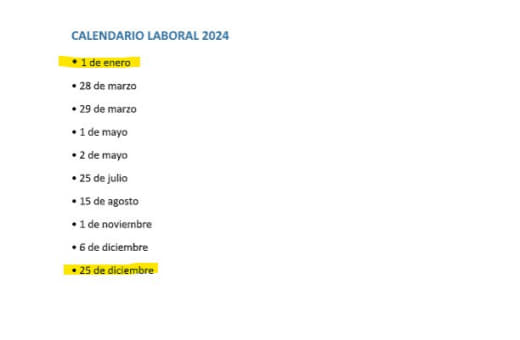 CALENDARIO LABORAL 2024
• 1 de enero
• 28 de marzo
• 29 de marzo
• 1 de mayo
• 2 de mayo
• 25 de julio
• 15 de agosto
• 1 de noviembre
• 6 de diciembre
• 25 de diciembre